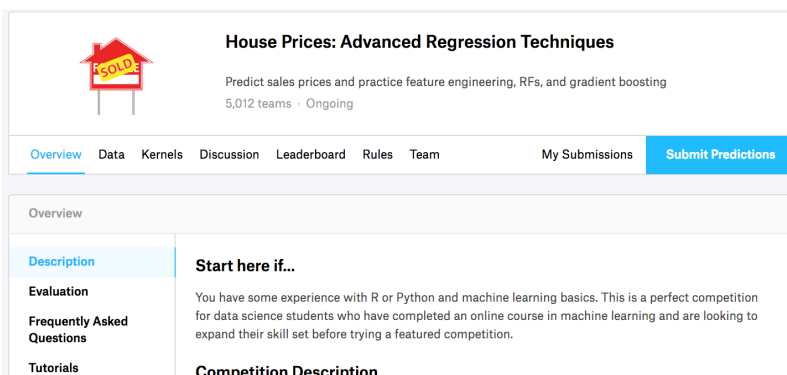 House Prices: Advanced Regression Techniques
SOLD
Predict sales prices and practice feature engineering, RFs, and gradient boosting
5,012 teams · Ongoing
Overview Data Kernels Discussion Leaderboard Rules Team My Submissions Submit Predictions
Overview
Description
Evaluation
Frequently Asked
Questions
Tutorials
Start here if...
You have some experience with R or Python and machine learning basics. This is a perfect competition
for data science students who have completed an online course in machine learning and are looking to
expand their skill set before trying a featured competition.
Competition Description